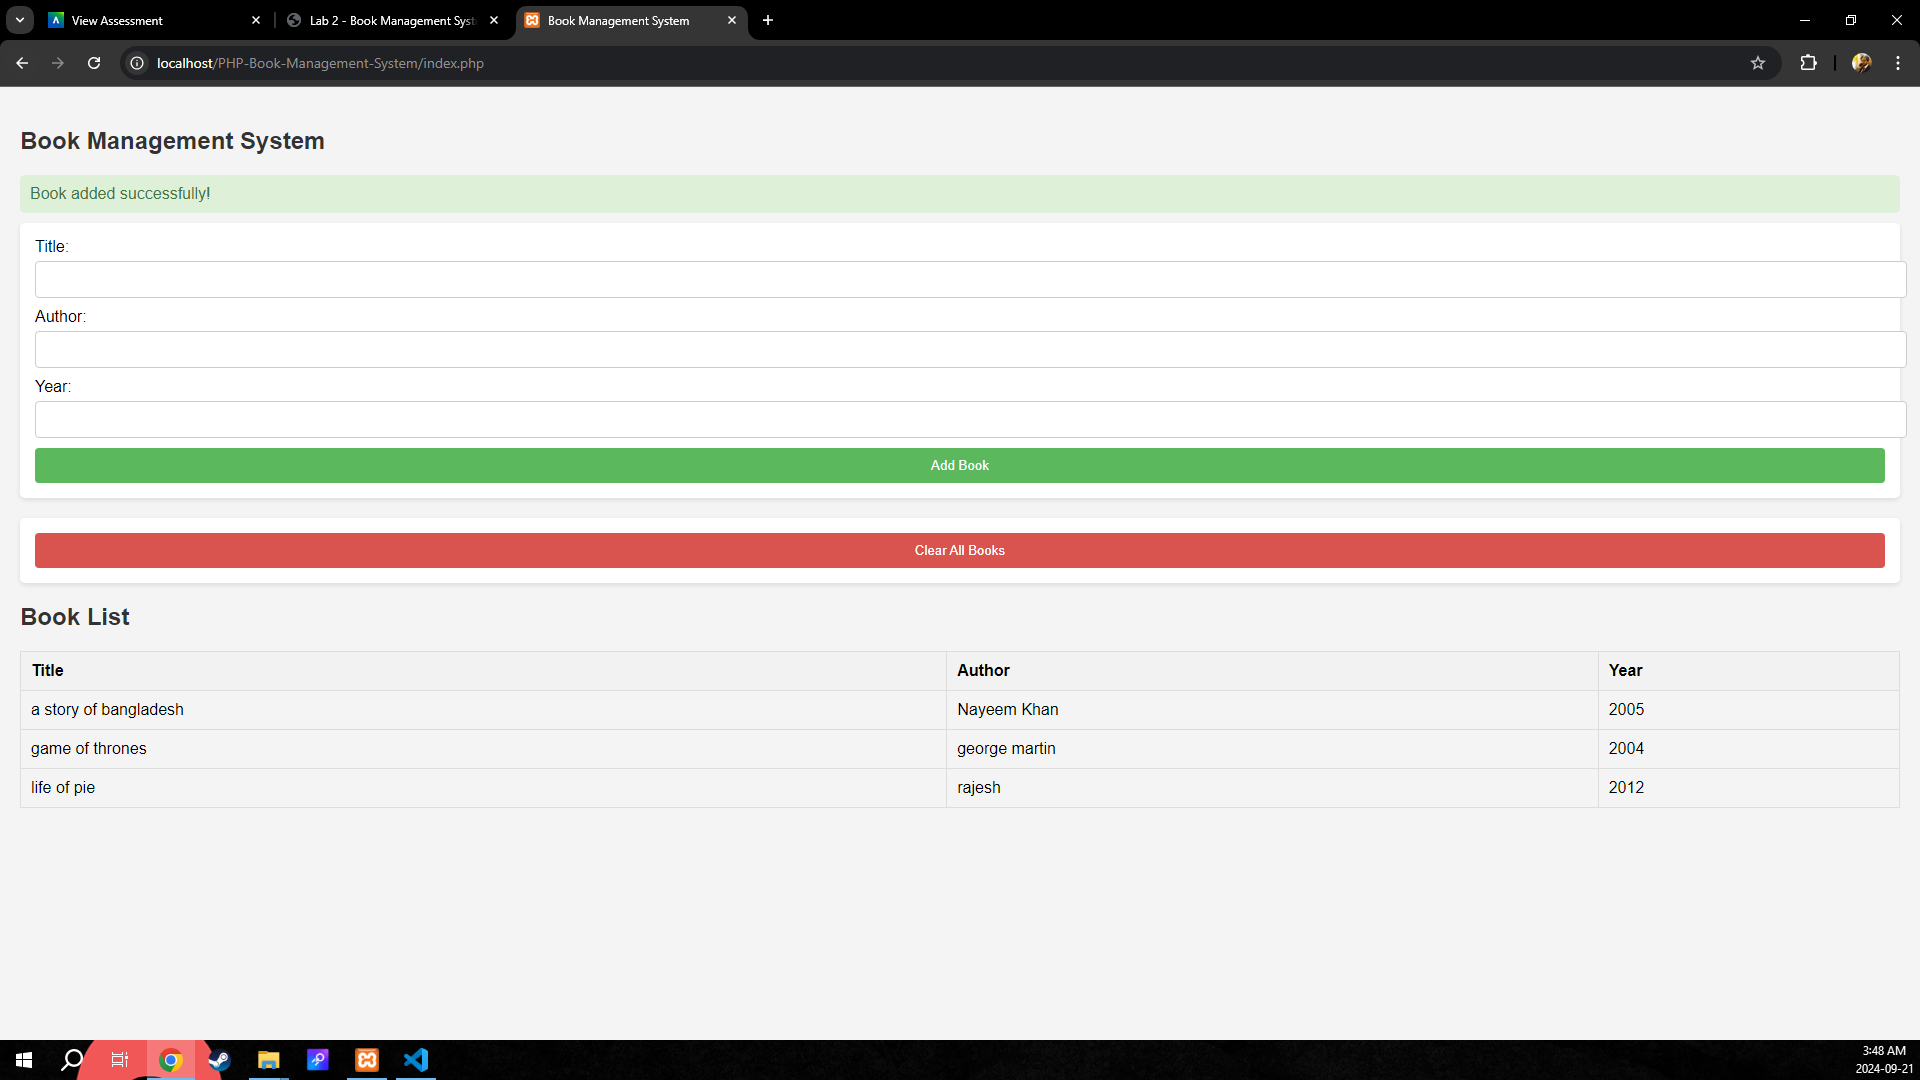 View Assessment
Lab 2 - Book Management Syst
Book Management System
localhost/PHP-Book-Management-System/index.php
Book Management System
Book added successfully!
Title:
Author:
Year:
Add Book
Clear All Books
Book List
Title Author Year
a story of bangladesh Nayeem Khan 2005
game of thrones george martin 2004
life of pie rajesh 2012
3:48 AM
2024-09-21